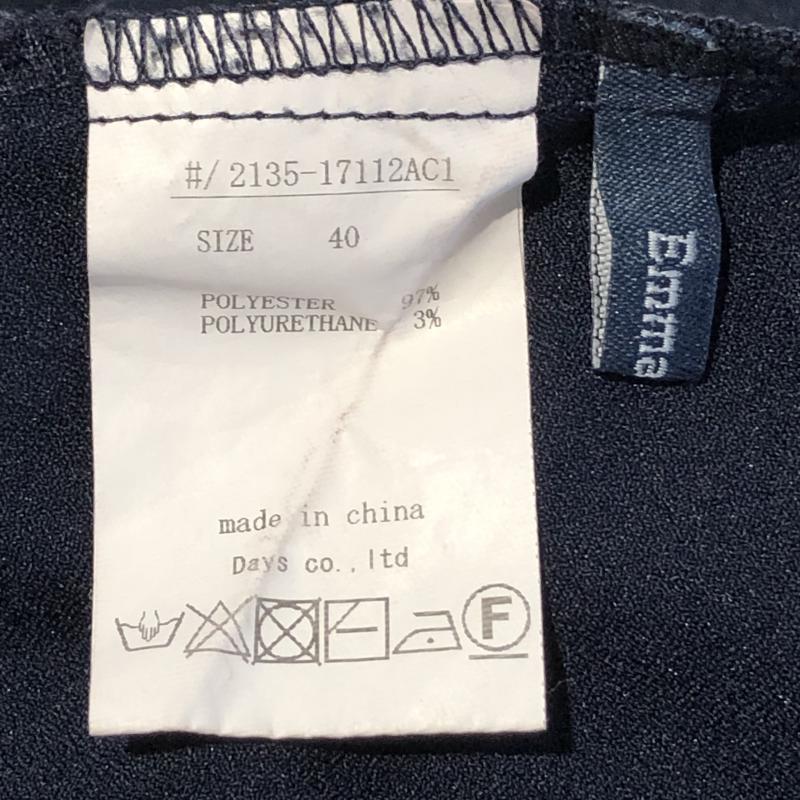 #/ 2135-17112AC1
SIZE 40
POLYESTER 97%
POLYURETHANE 3%
made in china
Days co., ltd
F
Emma